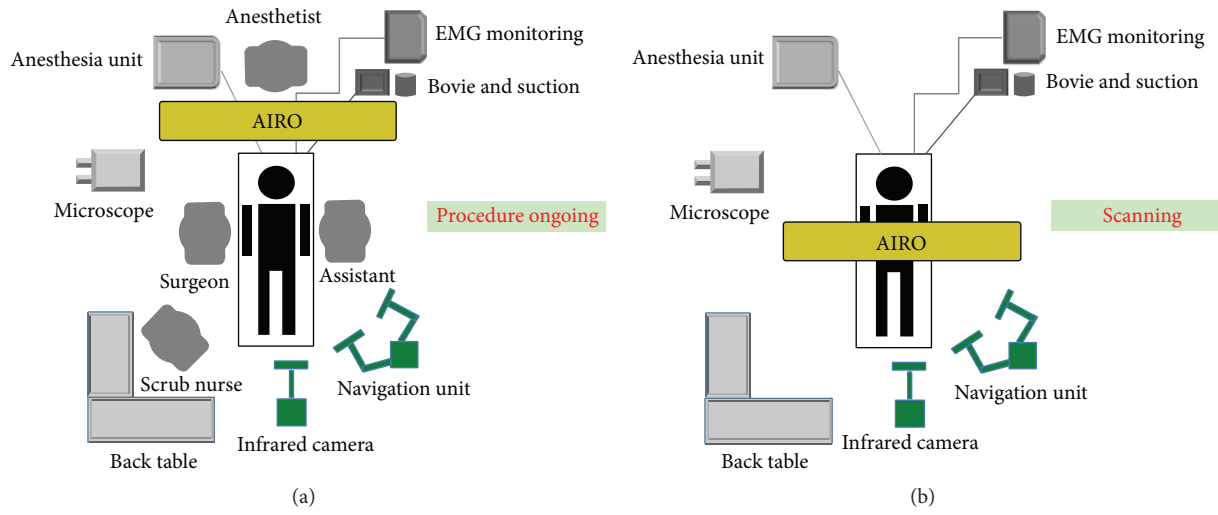 Anesthetist
EMG monitoring
Anesthesia unit
Bovie and suction
AIRO
Microscope
Procedure ongoing
Surgeon
Assistant
Scrub nurse
Navigation unit
Infrared camera
Back table
(a)
EMG monitoring
Anesthesia unit
Bovie and suction
Microscope
Scanning
AIRO
Navigation unit
Infrared camera
Back table
(b)